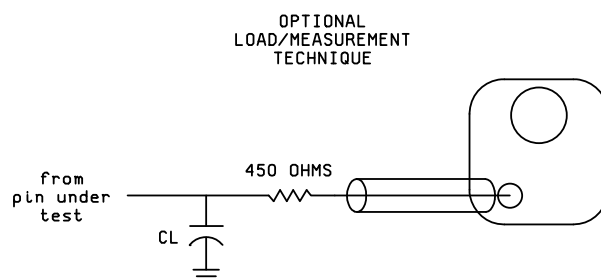 OPTIONAL
LOAD/MEASUREMENT
TECHNIQUE
450 OHMS
from
pin under
test
CL